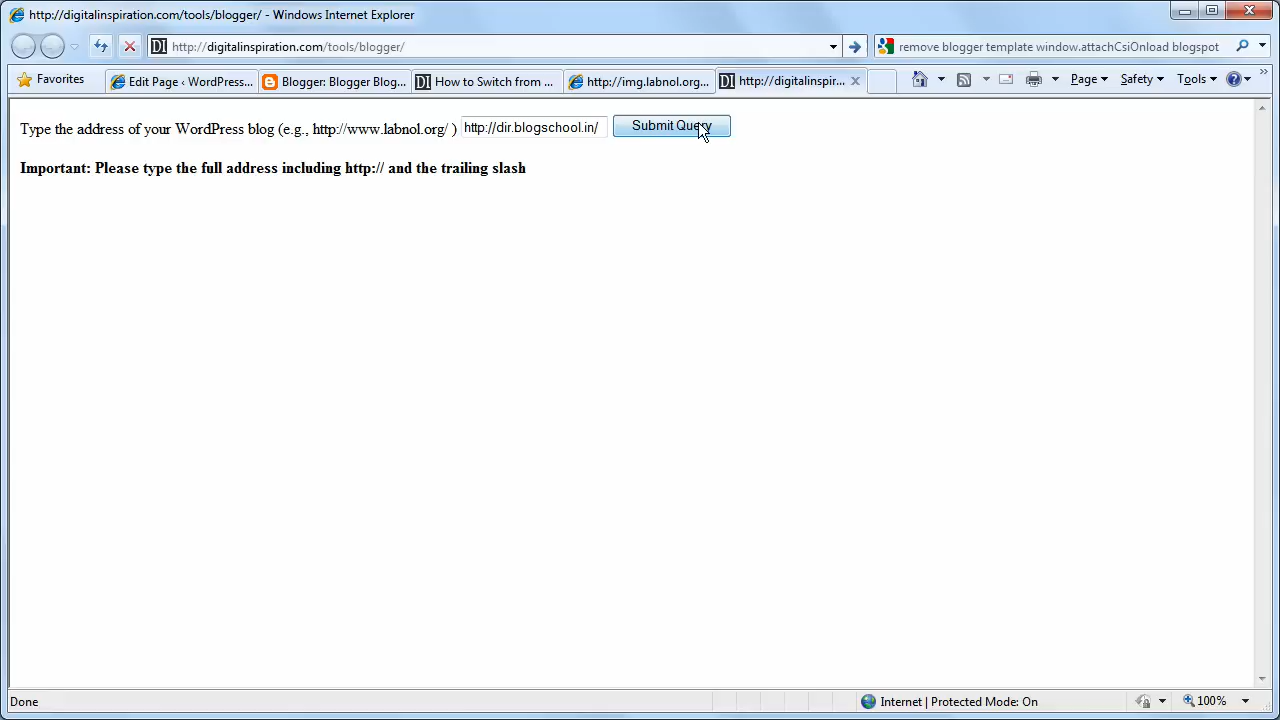 http://digitalinspiration.com/tools/blogger/ - Windows Internet Explorer
http://digitalinspiration.com/tools/blogger/
remove blogger template window.attachCsiOnload blogspot
Favorites
Edit Page ‹ WordPress...
Blogger: Blogger Blog...
How to Switch from ...
http://img.labnol.org...
DI
http://digitalinspir...
Page
Safety
Tools
Type the address of your WordPress blog (e.g., http://www.labnol.org/ ) http://dir.blogschool.in/ Submit Query
Important: Please type the full address including http:// and the trailing slash
Done
Internet | Protected Mode: On
100%